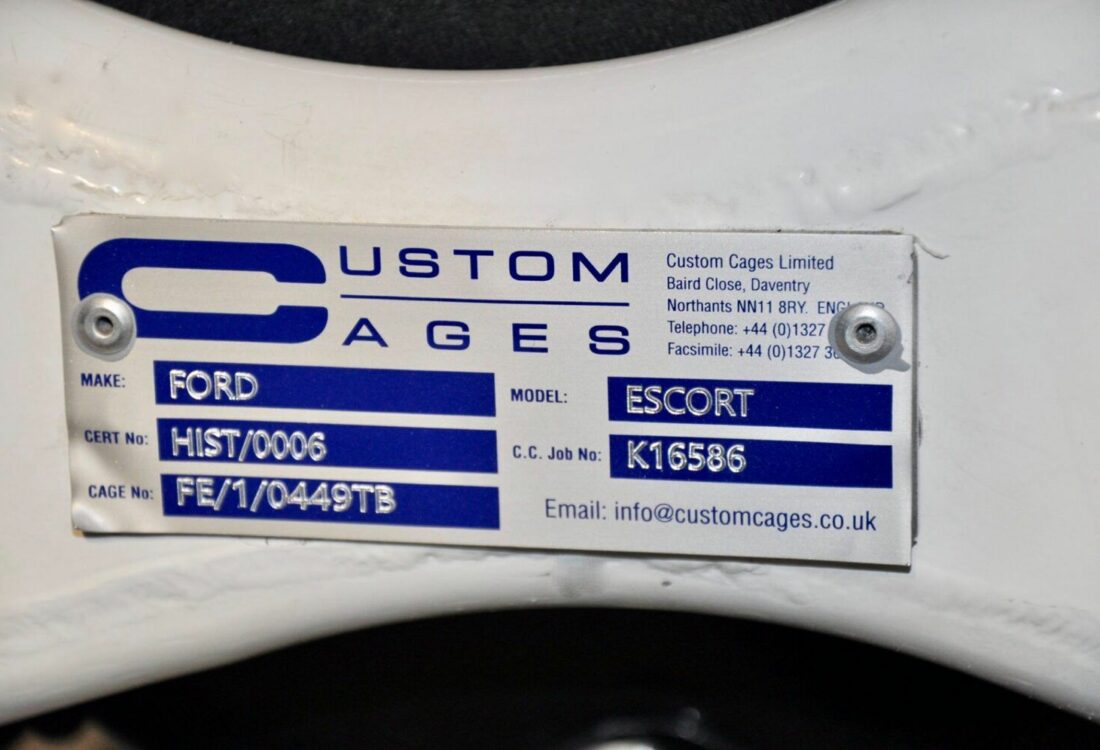 CUSTOM
CAGES
Custom Cages Limited
Baird Close, Daventry
Northants NN11 8RY.
Telephone: +44 (0)1327
Facsimile: +44 (0)1327
MAKE: FORD
MODEL: ESCORT
CERT No: HIST/0006
C.C. Job No: K16586
CAGE No: FE/1/0449TB
Email: info@customcages.co.uk